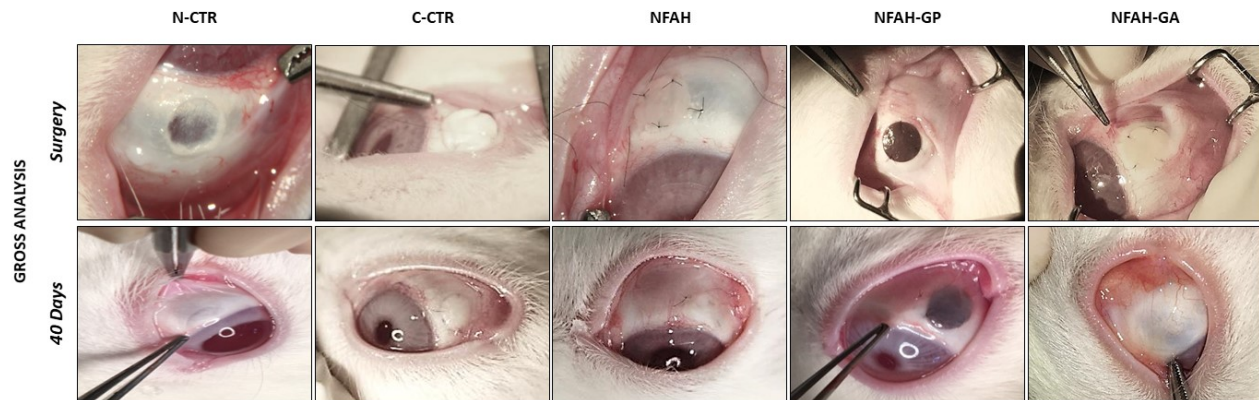 N-CTR C-CTR NFAH NFAH-GP NFAH-GA
GROSS ANALYSIS
Surgery
40 Days